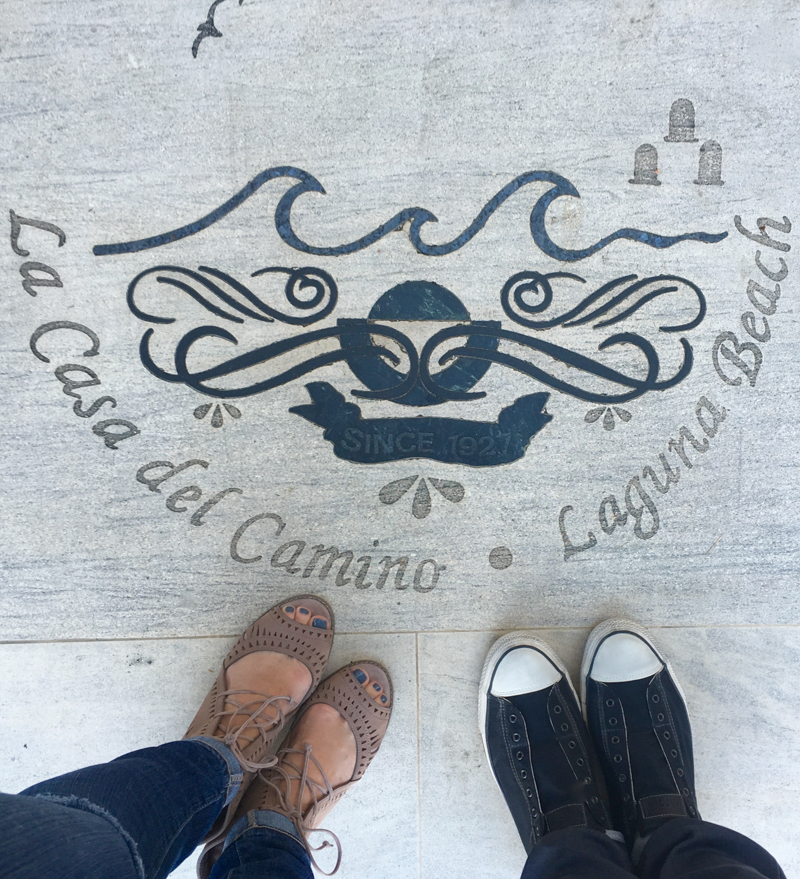 SINCE 1927
La Casa del Camino • Laguna Beach